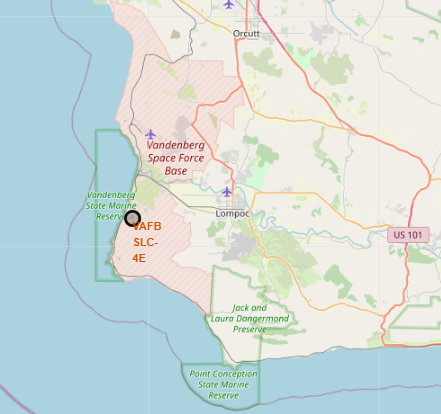 Orcutt
Vandenberg
Space Force
Base
Vandenberg
State Marine
Reserve
VAFB
SLC-
4E
Lompoc
US 101
Jack and
Laura Dangermond
Preserve
Point Conception
State Marine
Reserve